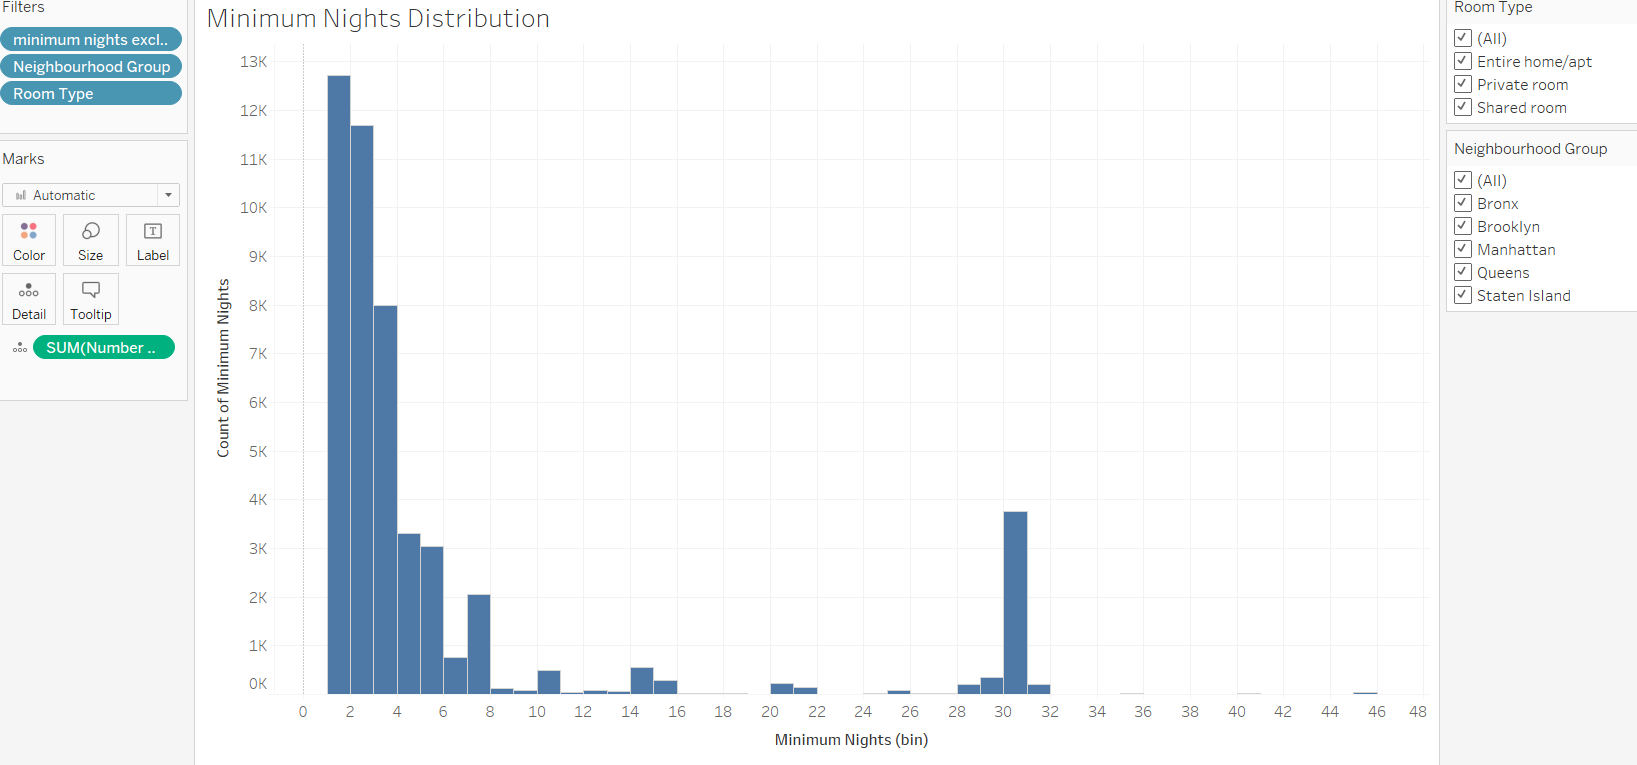 Filters
minimum nights excl..
Neighbourhood Group
Room Type
Marks
Automatic
Color
Size
T
Label
Detail
Tooltip
SUM(Number ..
Minimum Nights Distribution
Count of Minimum Nights
13K
12K
11K
10K
9K
8K
7K
6K
5K
4K
3K
2K
1K
0K
0 2 4 6 8 10 12 14 16 18 20 22 24 26 28 30 32 34 36 38 40 42 44 46 48
Minimum Nights (bin)
Room Type
(All)
Entire home/apt
Private room
Shared room
Neighbourhood Group
(All)
Bronx
Brooklyn
Manhattan
Queens
Staten Island